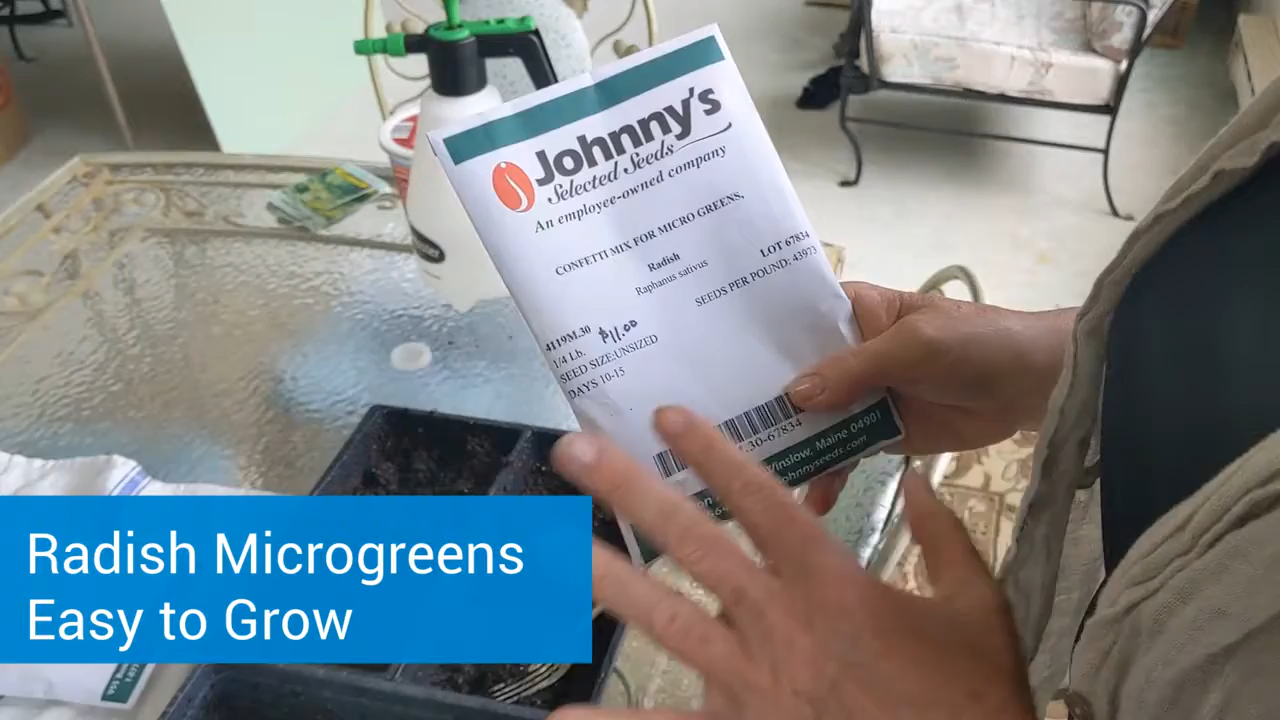 Johnny's
Selected Seeds
An employee-owned company
CONFETTI MIX FOR MICRO GREENS,
Radish
Raphanus sativus
LOT 67834
SEEDS PER POUND: 43973
4119M.30
$11.00
1/4 Lb.
SEED SIZE:UNSIZED
DAYS 10-15
.30-67834
Winslow, Maine 04901
johnnyseeds.com
Radish Microgreens
Easy to Grow